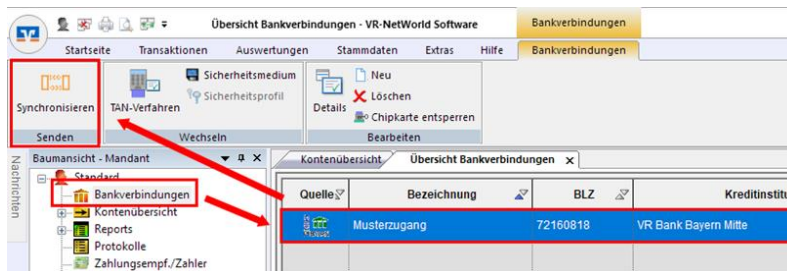 Übersicht Bankverbindungen - VR-NetWorld Software
Bankverbindungen
Startseite Transaktionen Auswertungen Stammdaten Extras Hilfe Bankverbindungen
Synchronisieren
Senden
TAN-Verfahren
Sicherheitsmedium
Sicherheitsprofil
Wechseln
Details
Neu
Löschen
Chipkarte entsperren
Bearbeiten
Nachrichten
Baumansicht - Mandant
Standard
Bankverbindungen
Kontenübersicht
Reports
Protokolle
Zahlungsempf./Zahler
Kontenübersicht Übersicht Bankverbindungen x
Quelle Bezeichnung BLZ Kreditinstitu
Musterzugang 72160818 VR Bank Bayern Mitte